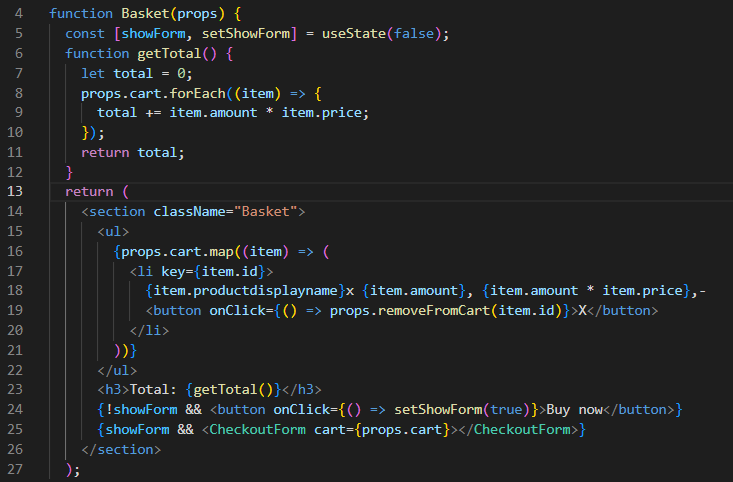 4 function Basket(props) {
5   const [showForm, setShowForm] = useState(false);
6   function getTotal() {
7     let total = 0;
8     props.cart.forEach((item) => {
9       total += item.amount * item.price;
10     });
11     return total;
12   }
13   return (
14     <section className="Basket">
15       <ul>
16         {props.cart.map((item) => (
17           <li key={item.id}>
18             {item.productdisplayname}x {item.amount}, {item.amount * item.price},-
19             <button onClick={() => props.removeFromCart(item.id)}>X</button>
20           </li>
21         ))}
22       </ul>
23       <h3>Total: {getTotal()}</h3>
24       {!showForm && <button onClick={() => setShowForm(true)}>Buy now</button>}
25       {showForm && <CheckoutForm cart={props.cart}></CheckoutForm>}
26     </section>
27   );